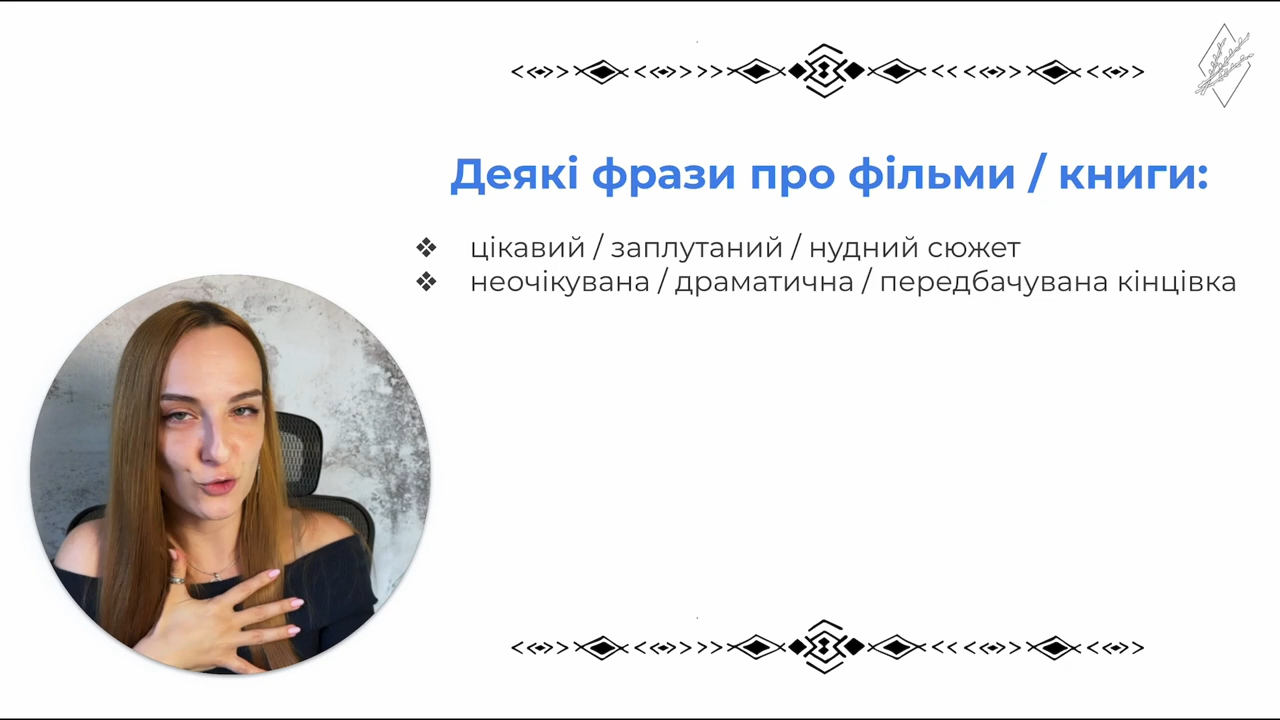 Деякі фрази про фільми / книги:
❖ цікавий / заплутаний / нудний сюжет
❖ неочікувана / драматична / передбачувана кінцівка